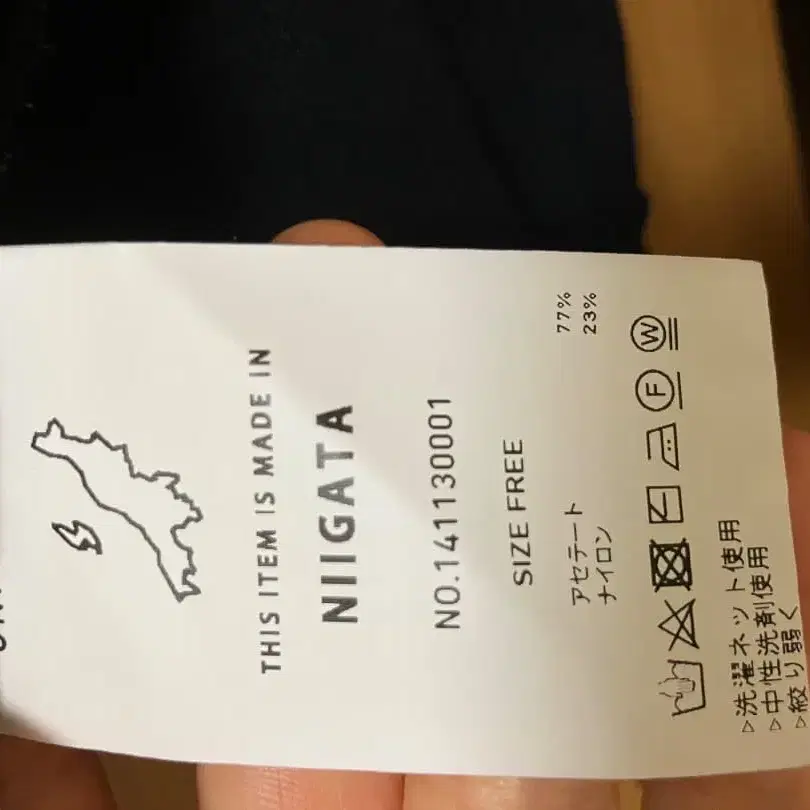 THIS ITEM IS MADE IN
NIIGATA
NO.141130001
SIZE FREE
アセテート 77%
ナイロン 23%
F W
▷洗濯ネット使用
▷中性洗剤使用
▷絞り弱く